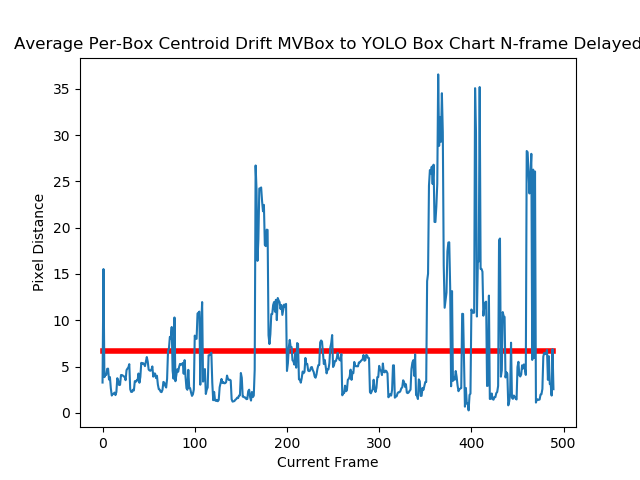 Average Per-Box Centroid Drift MVBox to YOLO Box Chart N-frame Delayed
35
30
25
20
15
10
5
0
Pixel Distance
0 100 200 300 400 500
Current Frame